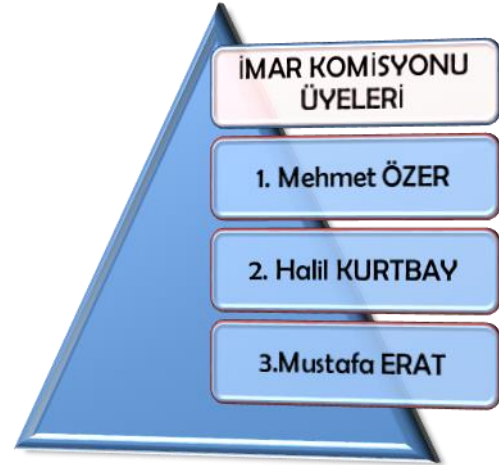 İMAR KOMİSYONU
ÜYELERİ
1. Mehmet ÖZER
2. Halil KURTBAY
3.Mustafa ERAT